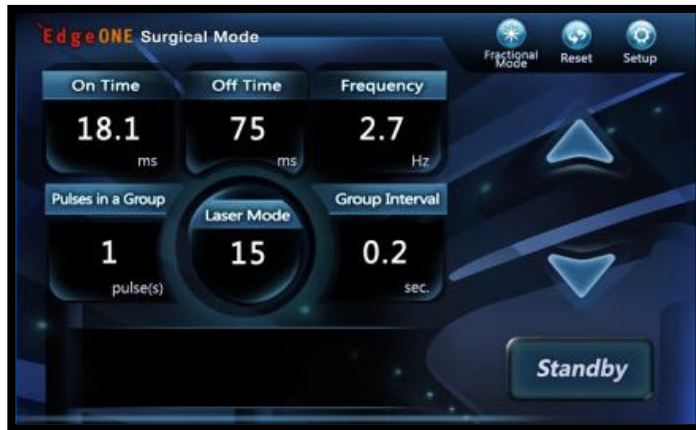 EdgeONE Surgical Mode
Fractional Mode
Reset
Setup
On Time
18.1
ms
Off Time
75
ms
Frequency
2.7
Hz
Pulses in a Group
1
pulse(s)
Laser Mode
15
Group Interval
0.2
sec.
Standby